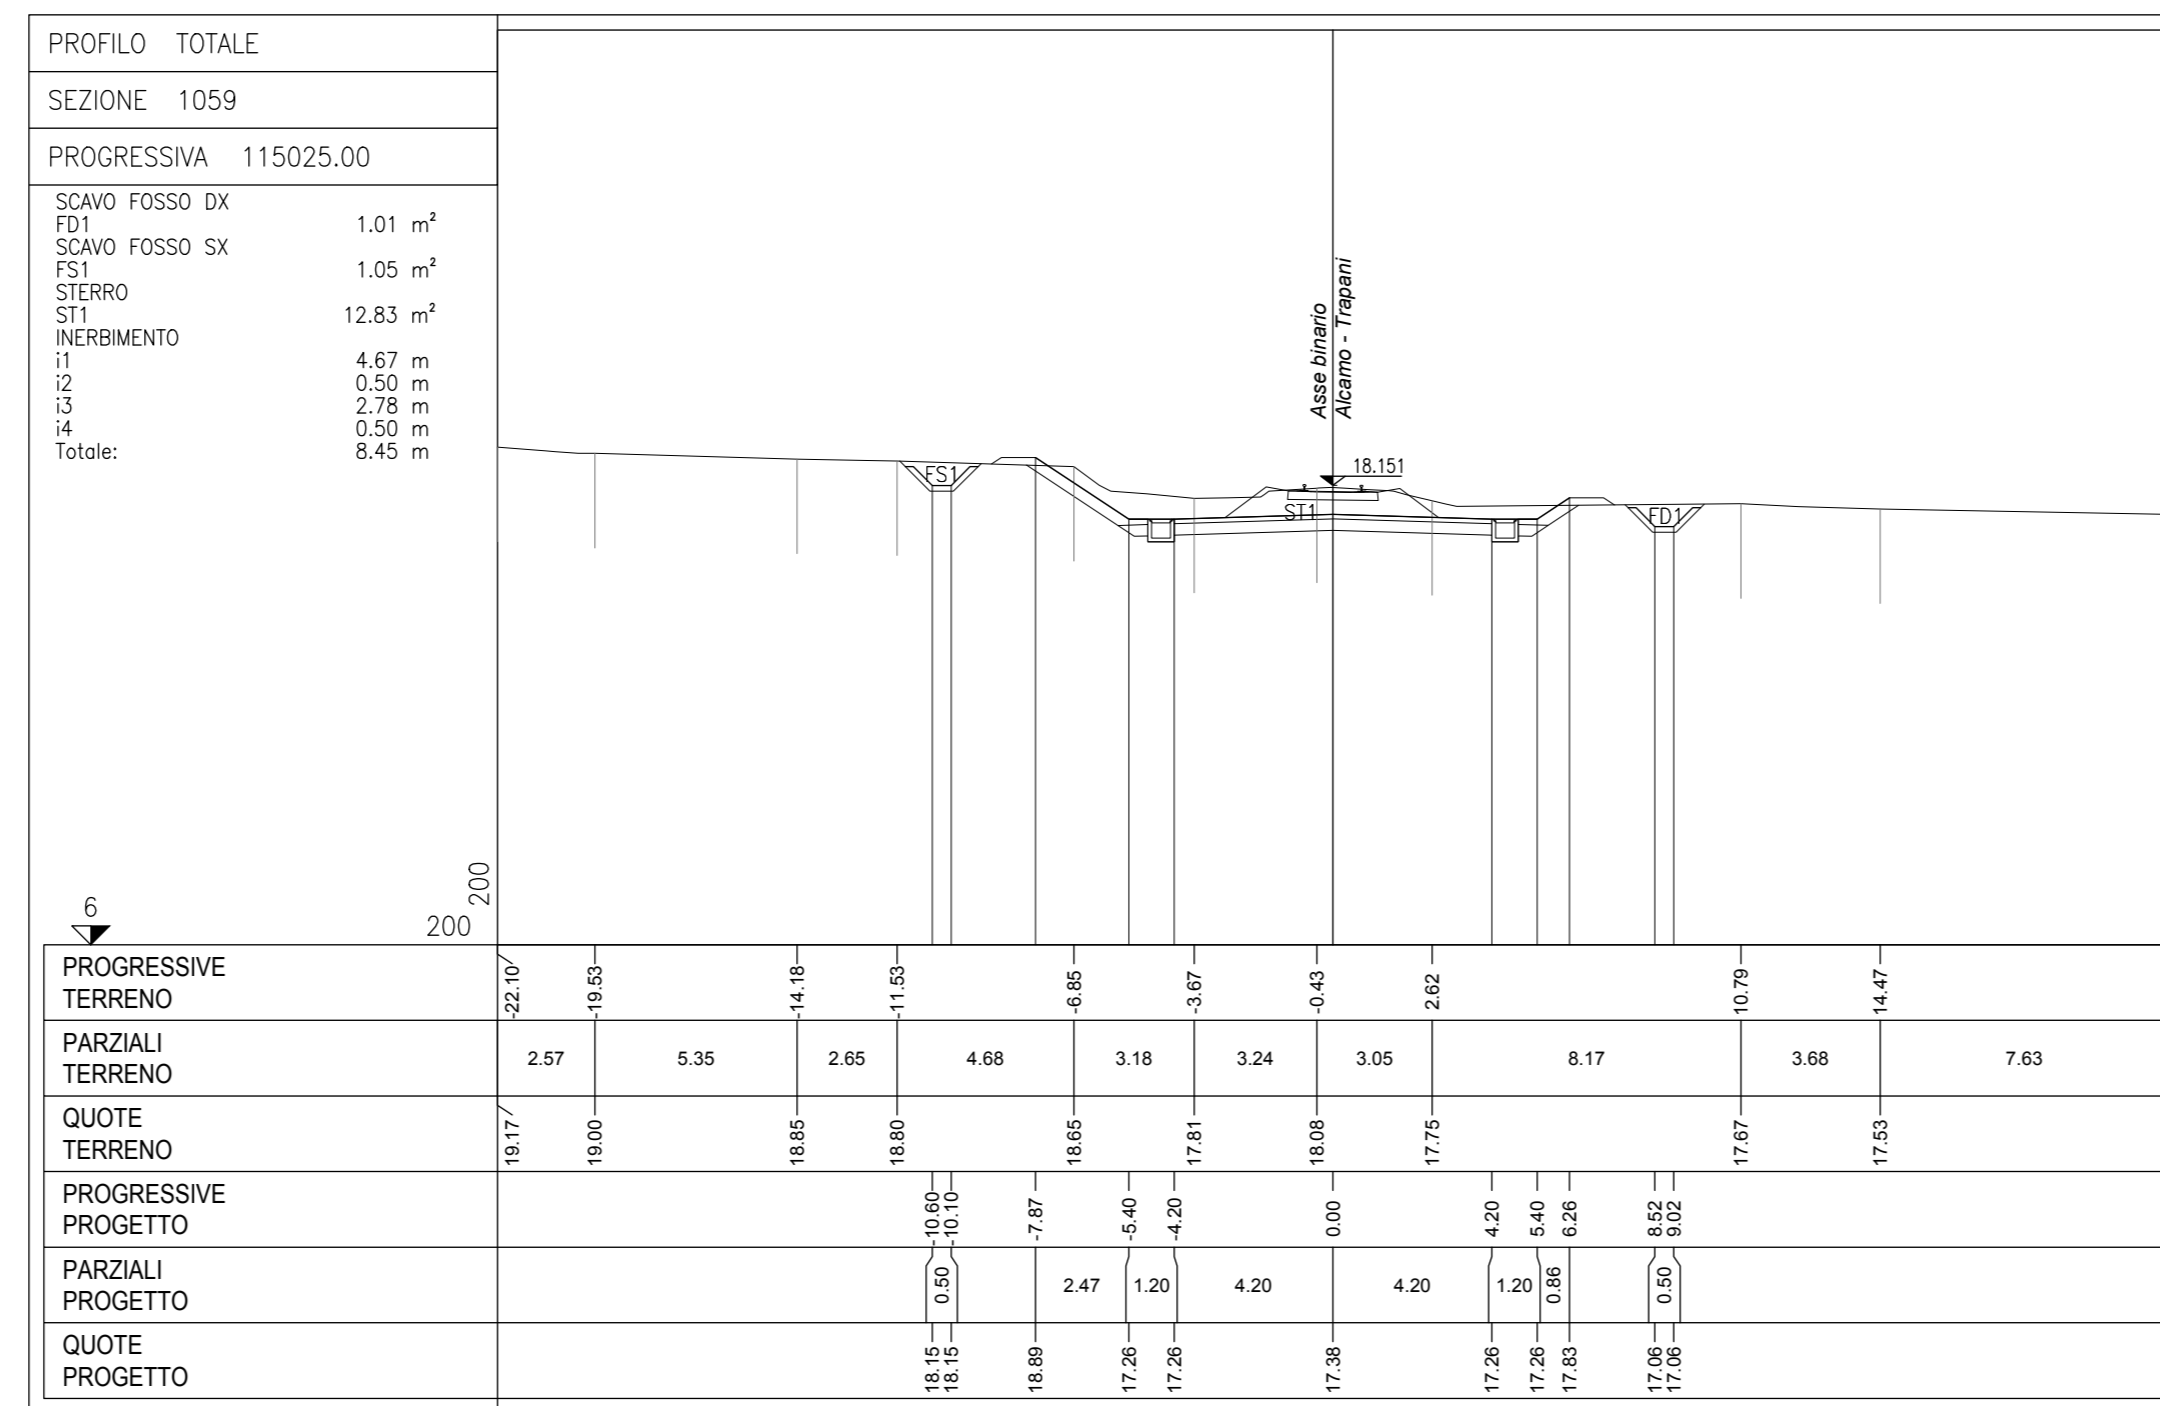 PROFILO TOTALE
SEZIONE 1059
PROGRESSIVA 115025.00
SCAVO FOSSO DX
FD1 1.01 m²
SCAVO FOSSO SX
FS1 1.05 m²
STERRO
ST1 12.83 m²
INERBIMENTO
i1 4.67 m
i2 0.50 m
i3 2.78 m
i4 0.50 m
Totale: 8.45 m
Asse binario
Alcamo - Trapani
18.151
FS1
ST1
FD1
200
6
200
PROGRESSIVE
TERRENO
-22.10 -19.53 -14.18 -11.53 -6.85 -3.67 -0.43 2.62 10.79 14.47
PARZIALI
TERRENO
2.57 5.35 2.65 4.68 3.18 3.24 3.05 8.17 3.68 7.63
QUOTE
TERRENO
19.17 19.00 18.85 18.80 18.65 17.81 18.08 17.75 17.67 17.53
PROGRESSIVE
PROGETTO
-10.60 -10.10 -7.87 -5.40 -4.20 0.00 4.20 5.40 6.26 8.52 9.02
PARZIALI
PROGETTO
0.50 2.47 1.20 4.20 4.20 1.20 0.86 0.50
QUOTE
PROGETTO
18.15 18.15 18.89 17.26 17.26 17.38 17.26 17.26 17.83 17.06 17.06